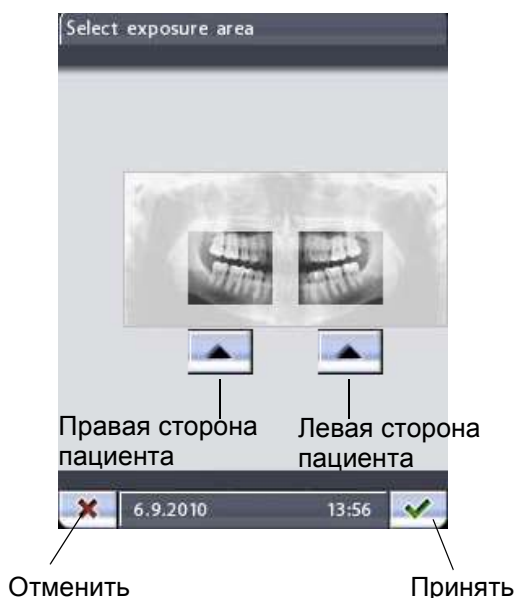 Select exposure area
Правая сторона
пациента
Левая сторона
пациента
6.9.2010 13:56
Отменить
Принять